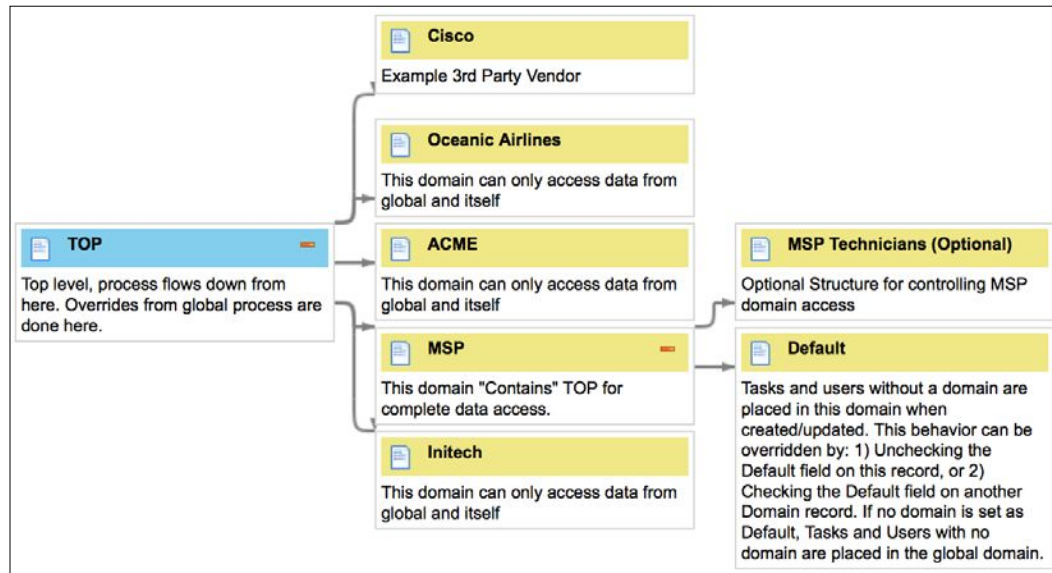 Cisco
Example 3rd Party Vendor
Oceanic Airlines
This domain can only access data from
global and itself
TOP
Top level, process flows down from
here. Overrides from global process are
done here.
ACME
This domain can only access data from
global and itself
MSP
This domain "Contains" TOP for
complete data access.
Initech
This domain can only access data from
global and itself
MSP Technicians (Optional)
Optional Structure for controlling MSP
domain access
Default
Tasks and users without a domain are
placed in this domain when
created/updated. This behavior can be
overridden by: 1) Unchecking the
Default field on this record, or 2)
Checking the Default field on another
Domain record. If no domain is set as
Default, Tasks and Users with no
domain are placed in the global domain.